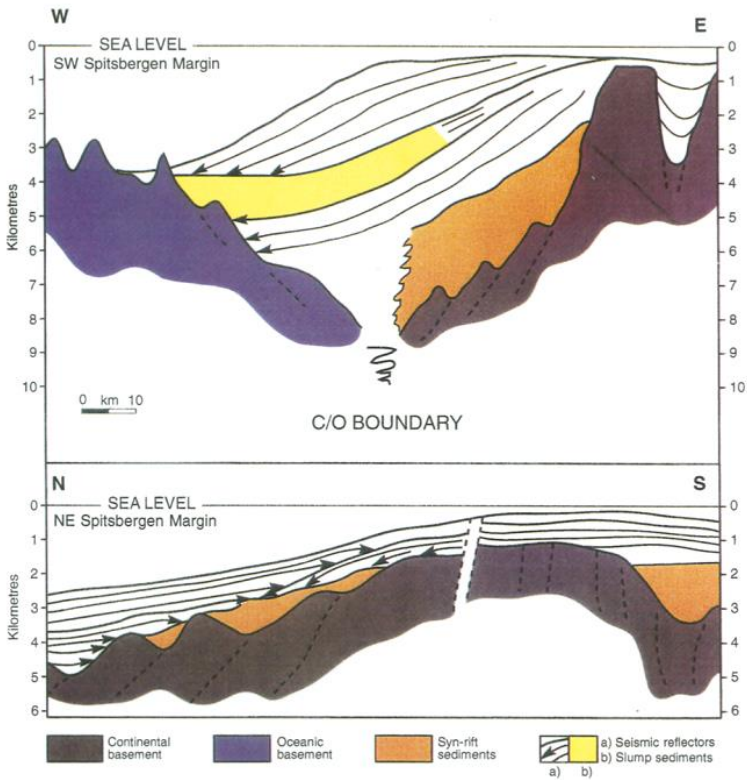 W
E
SEA LEVEL
SW Spitsbergen Margin
0
1
2
3
4
5
6
7
8
9
10
Kilometres
0
1
2
3
4
5
6
7
8
9
10
0 km 10
C/O BOUNDARY
N
S
SEA LEVEL
NE Spitsbergen Margin
0
1
2
3
4
5
6
Kilometres
0
1
2
3
4
5
6
Continental
basement
Oceanic
basement
Syn-rift
sediments
a) Seismic reflectors
b) Slump sediments
a) b)